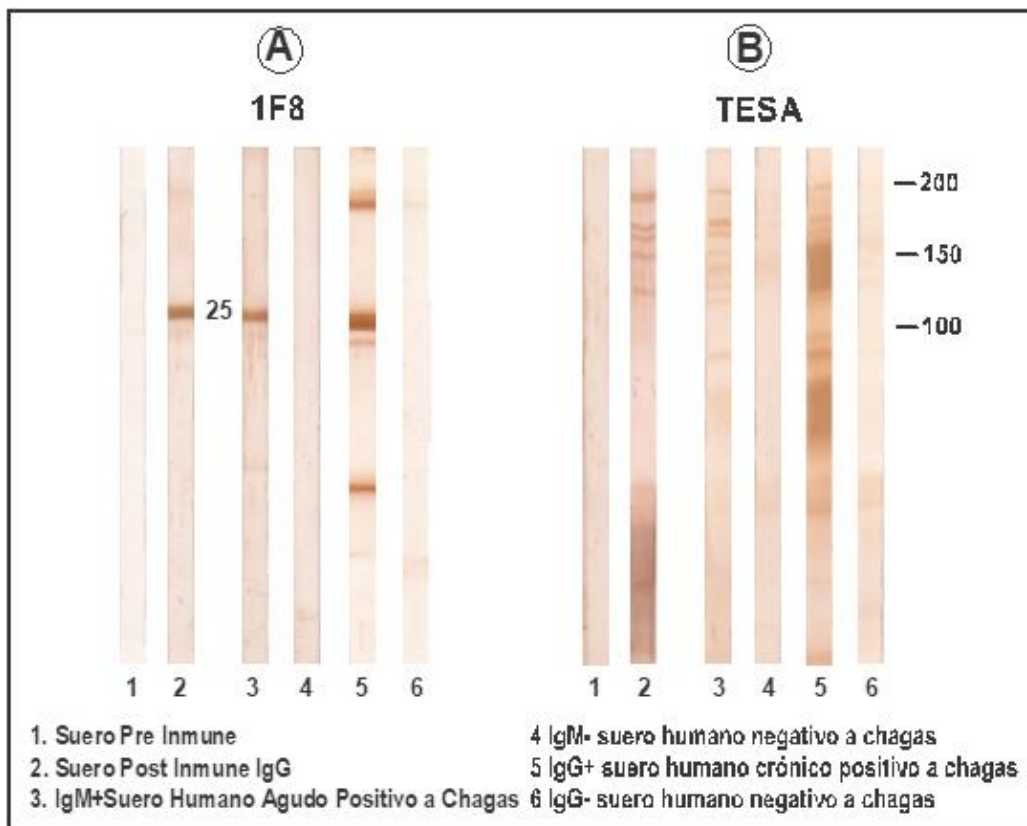 A
B
1F8
TESA
200
150
25
100
1 2 3 4 5 6
1 2 3 4 5 6
1. Suero Pre Inmune
2. Suero Post Inmune IgG
3. IgM+Suero Humano Agudo Positivo a Chagas
4 IgM- suero humano negativo a chagas
5 IgG+ suero humano crónico positivo a chagas
6 IgG- suero humano negativo a chagas